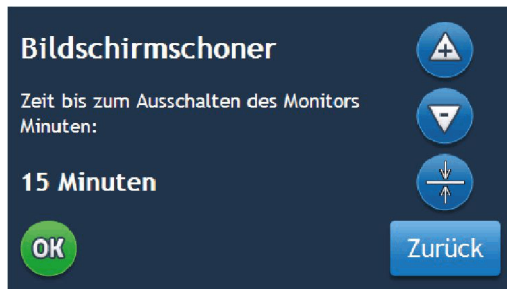 Bildschirmschoner
Zeit bis zum Ausschalten des Monitors
Minuten:
15 Minuten
OK
Zurück